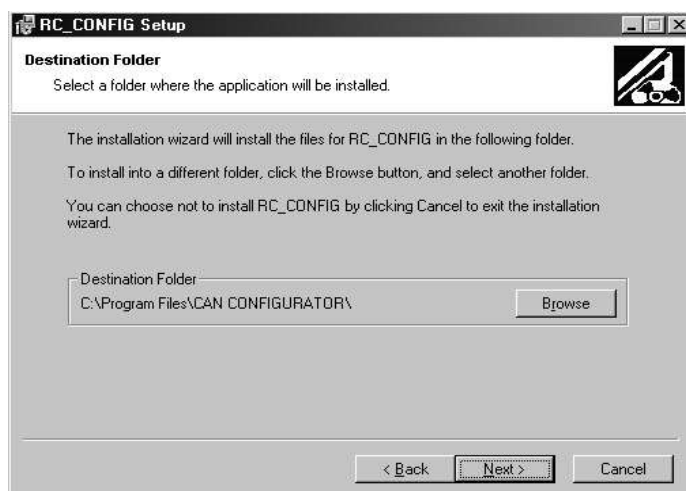 RC_CONFIG Setup
Destination Folder
Select a folder where the application will be installed.
The installation wizard will install the files for RC_CONFIG in the following folder.
To install into a different folder, click the Browse button, and select another folder.
You can choose not to install RC_CONFIG by clicking Cancel to exit the installation
wizard.
Destination Folder
C:\Program Files\CAN CONFIGURATOR\
Browse
< Back
Next >
Cancel